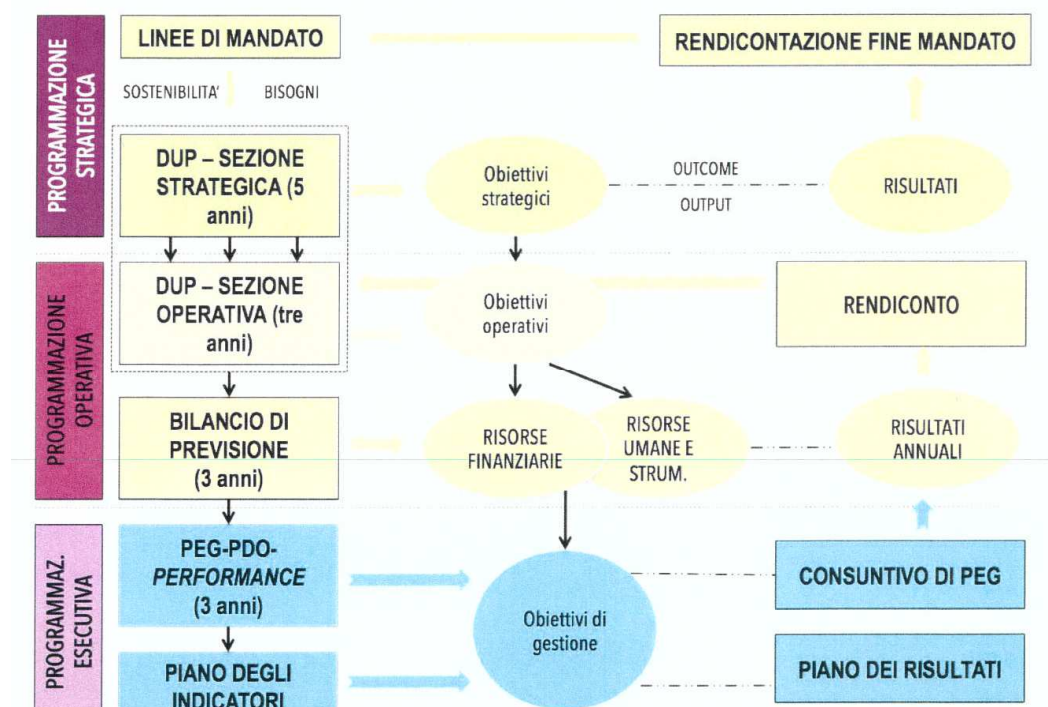 PROGRAMMAZIONE
STRATEGICA
LINEE DI MANDATO
RENDICONTAZIONE FINE MANDATO
SOSTENIBILITA'
BISOGNI
DUP – SEZIONE
STRATEGICA (5
anni)
Obiettivi
strategici
OUTCOME
OUTPUT
RISULTATI
PROGRAMMAZIONE
OPERATIVA
DUP – SEZIONE
OPERATIVA (tre
anni)
Obiettivi
operativi
RENDICONTO
BILANCIO DI
PREVISIONE
(3 anni)
RISORSE
FINANZIARIE
RISORSE
UMANE E
STRUM.
RISULTATI
ANNUALI
PROGRAMMAZ.
ESECUTIVA
PEG-PDO-
PERFORMANCE
(3 anni)
Obiettivi di
gestione
CONSUNTIVO DI PEG
PIANO DEGLI
INDICATORI
PIANO DEI RISULTATI